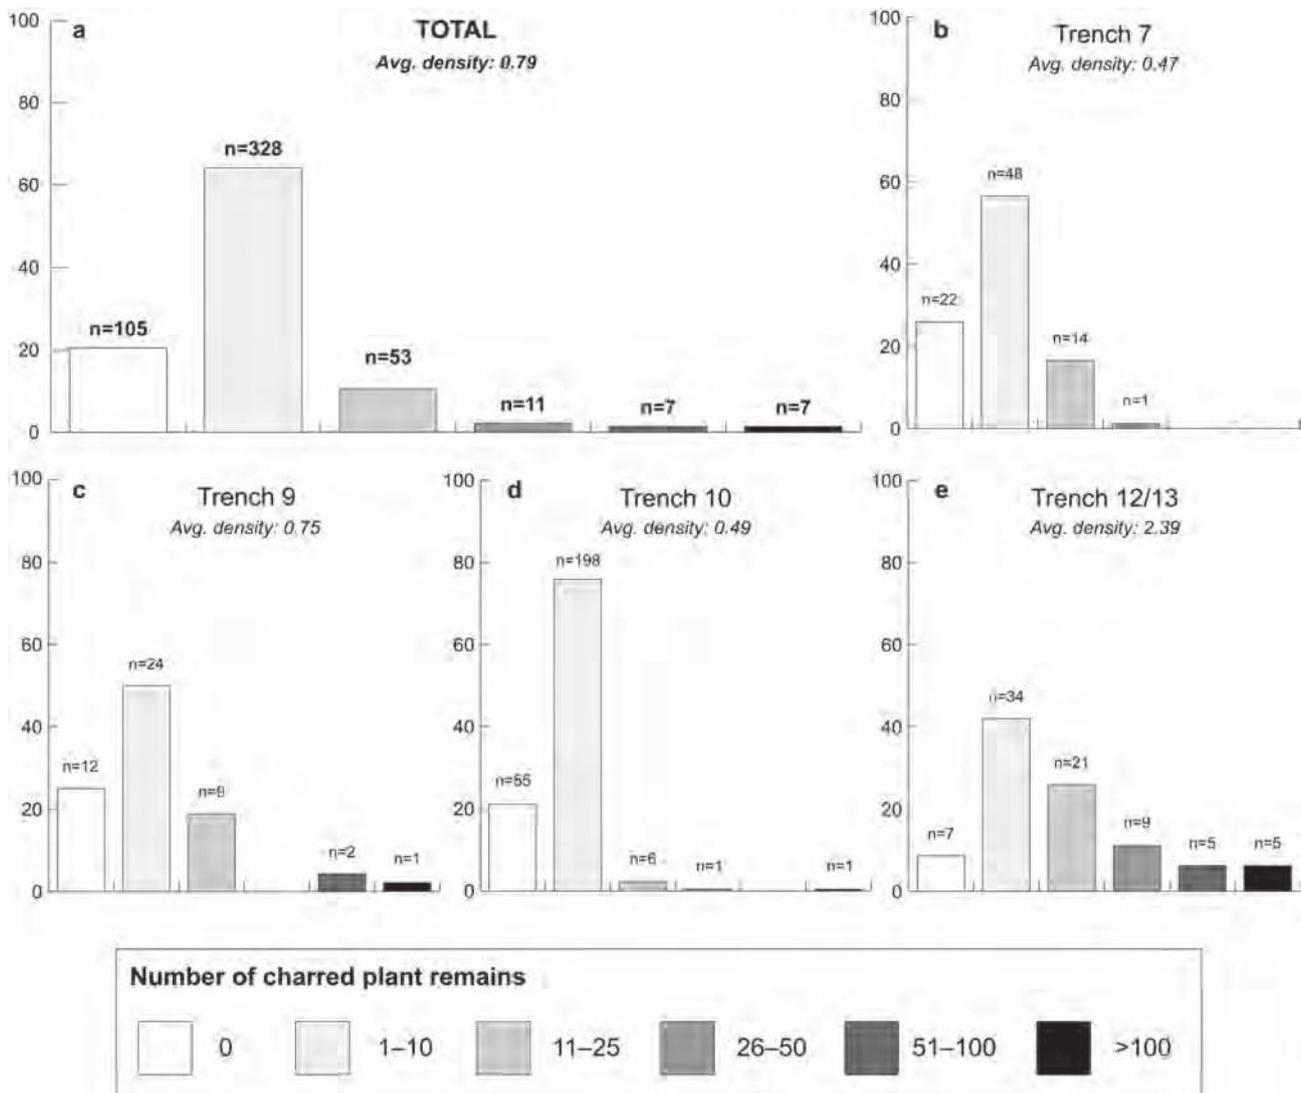 a
TOTAL
Avg. density: 0.79
100
80
60
40
20
0
n=105
n=328
n=53
n=11
n=7
n=7
b
Trench 7
Avg. density: 0.47
100
80
60
40
20
0
n=22
n=48
n=14
n=1
c
Trench 9
Avg. density: 0.75
100
80
60
40
20
0
n=12
n=24
n=9
n=2
n=1
d
Trench 10
Avg. density: 0.49
100
80
60
40
20
0
n=55
n=198
n=6
n=1
n=1
e
Trench 12/13
Avg. density: 2.39
100
80
60
40
20
0
n=7
n=34
n=21
n=9
n=5
n=5
Number of charred plant remains
0 1–10 11–25 26–50 51–100 >100